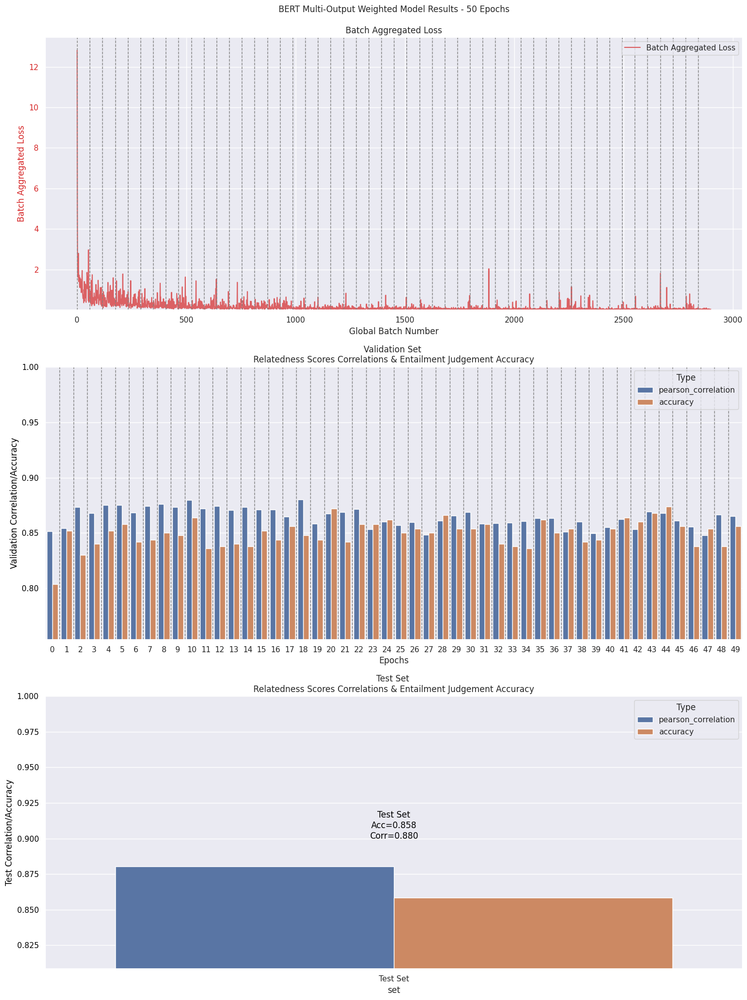 BERT Multi-Output Weighted Model Results - 50 Epochs
Batch Aggregated Loss
Batch Aggregated Loss
12
10
8
6
4
2
Batch Aggregated Loss
0 500 1000 1500 2000 2500 3000
Global Batch Number
Validation Set
Relatedness Scores Correlations & Entailment Judgement Accuracy
Type
pearson_correlation
accuracy
1.00
0.95
0.90
0.85
0.80
Validation Correlation/Accuracy
0 1 2 3 4 5 6 7 8 9 10 11 12 13 14 15 16 17 18 19 20 21 22 23 24 25 26 27 28 29 30 31 32 33 34 35 36 37 38 39 40 41 42 43 44 45 46 47 48 49
Epochs
Test Set
Relatedness Scores Correlations & Entailment Judgement Accuracy
Type
pearson_correlation
accuracy
1.000
0.975
0.950
0.925
0.900
0.875
0.850
0.825
Test Correlation/Accuracy
Test Set
Acc=0.858
Corr=0.880
Test Set
set